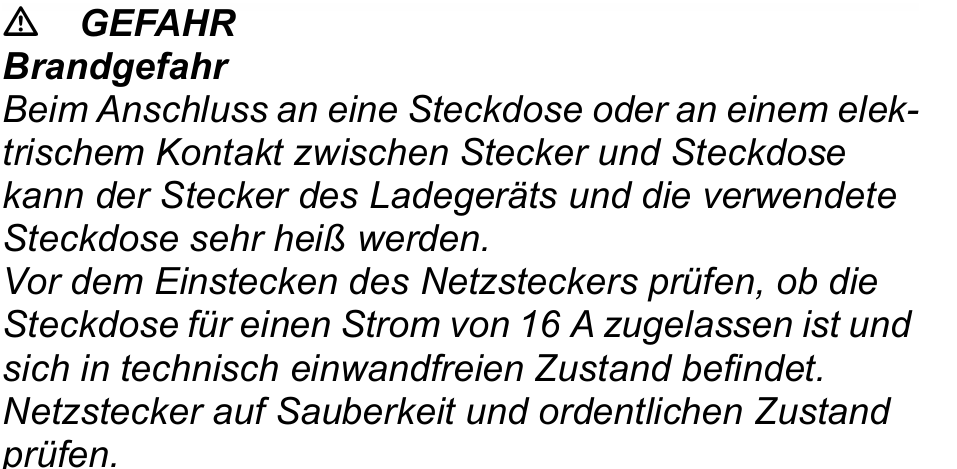 ⚠ GEFAHR
Brandgefahr
Beim Anschluss an eine Steckdose oder an einem elek-
trischem Kontakt zwischen Stecker und Steckdose
kann der Stecker des Ladegeräts und die verwendete
Steckdose sehr heiß werden.
Vor dem Einstecken des Netzsteckers prüfen, ob die
Steckdose für einen Strom von 16 A zugelassen ist und
sich in technisch einwandfreien Zustand befindet.
Netzstecker auf Sauberkeit und ordentlichen Zustand
prüfen.